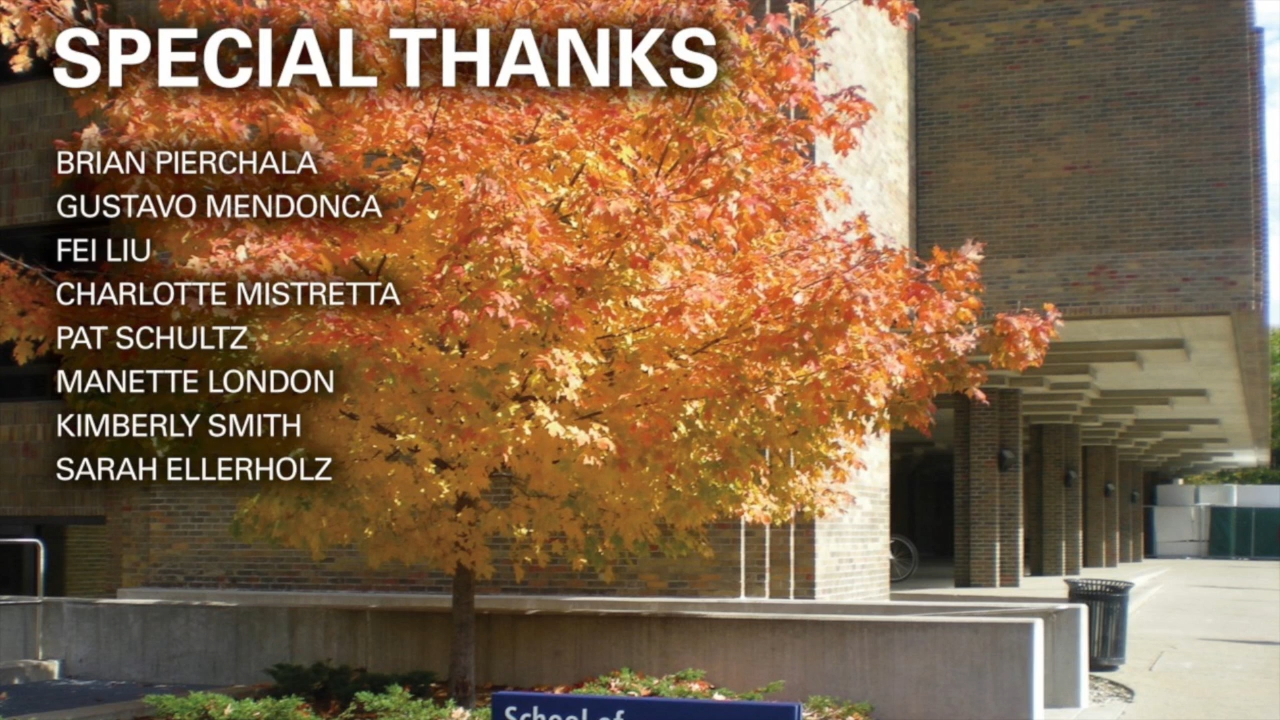 SPECIAL THANKS
BRIAN PIERCHALA
GUSTAVO MENDONCA
FEI LIU
CHARLOTTE MISTRETTA
PAT SCHULTZ
MANETTE LONDON
KIMBERLY SMITH
SARAH ELLERHOLZ
School of